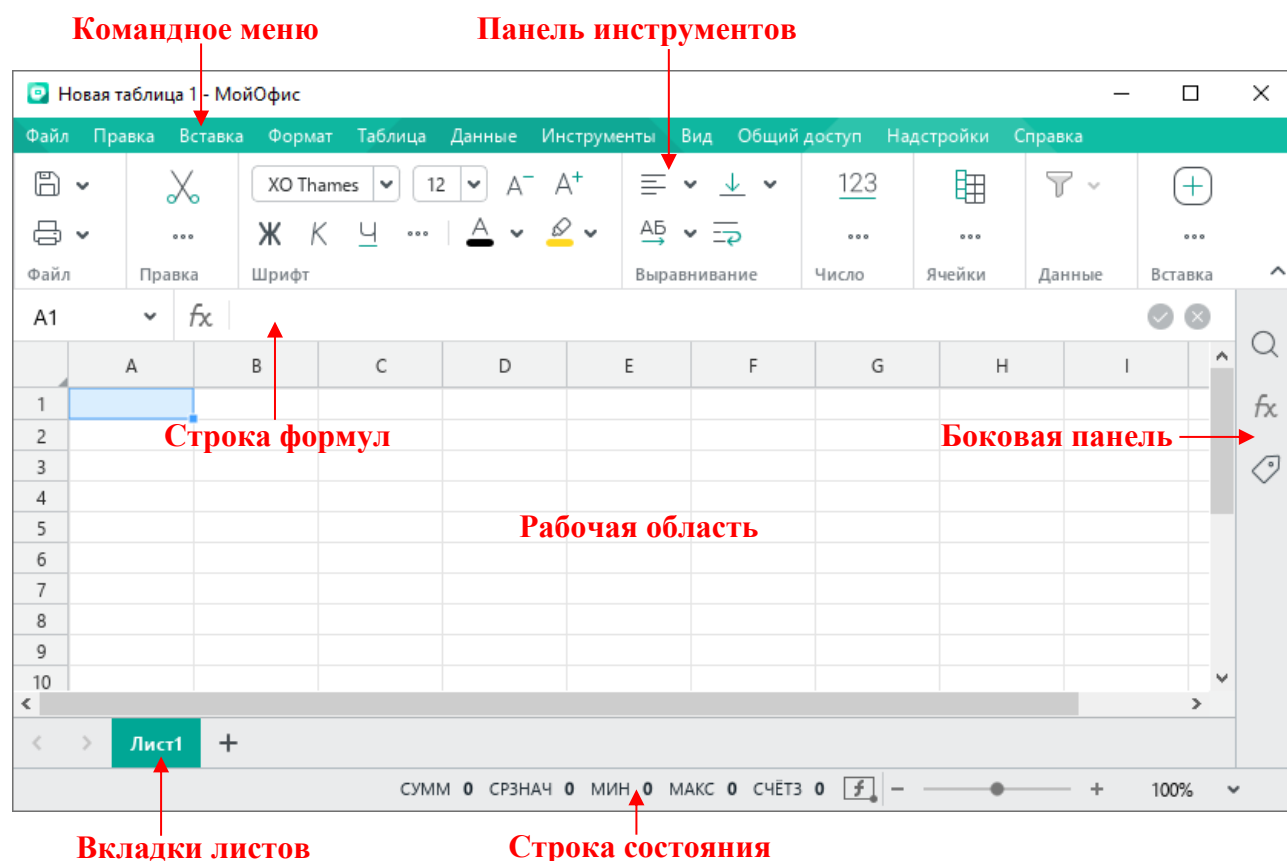 Командное меню Панель инструментов
Новая таблица 1 - МойОфис
Файл Правка Вставка Формат Таблица Данные Инструменты Вид Общий доступ Надстройки Справка
XO Thames 12 A− A+ 123
Ж К Ч ... A АБ
Файл Правка Шрифт Выравнивание Число Ячейки Данные Вставка
A1 fx
A B C D E F G H I
1
fx
2 Строка формул Боковая панель
3
4
5 Рабочая область
6
7
8
9
10
Лист1 +
СУММ 0 СРЗНАЧ 0 МИН 0 МАКС 0 СЧЁТЗ 0 f − + 100%
Вкладки листов Строка состояния